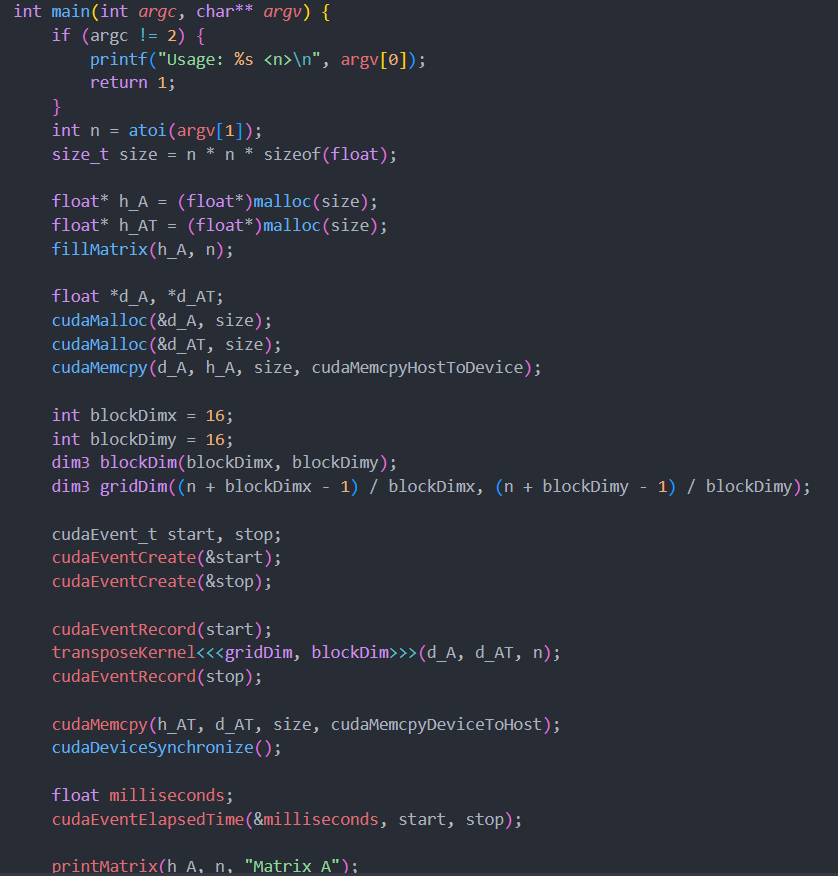 int main(int argc, char** argv) {
    if (argc != 2) {
        printf("Usage: %s <n>\n", argv[0]);
        return 1;
    }
    int n = atoi(argv[1]);
    size_t size = n * n * sizeof(float);

    float* h_A = (float*)malloc(size);
    float* h_AT = (float*)malloc(size);
    fillMatrix(h_A, n);

    float *d_A, *d_AT;
    cudaMalloc(&d_A, size);
    cudaMalloc(&d_AT, size);
    cudaMemcpy(d_A, h_A, size, cudaMemcpyHostToDevice);

    int blockDimx = 16;
    int blockDimy = 16;
    dim3 blockDim(blockDimx, blockDimy);
    dim3 gridDim((n + blockDimx - 1) / blockDimx, (n + blockDimy - 1) / blockDimy);

    cudaEvent_t start, stop;
    cudaEventCreate(&start);
    cudaEventCreate(&stop);

    cudaEventRecord(start);
    transposeKernel<<<gridDim, blockDim>>>(d_A, d_AT, n);
    cudaEventRecord(stop);

    cudaMemcpy(h_AT, d_AT, size, cudaMemcpyDeviceToHost);
    cudaDeviceSynchronize();

    float milliseconds;
    cudaEventElapsedTime(&milliseconds, start, stop);

    printMatrix(h_A, n, "Matrix A");